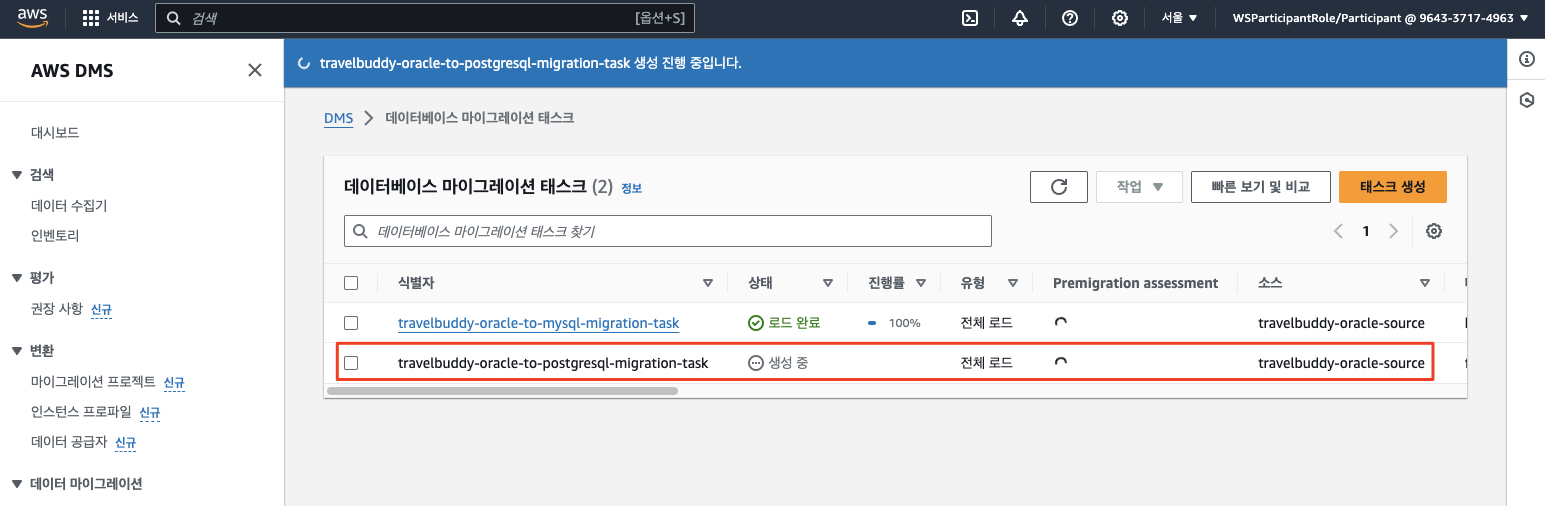 aws
서비스
검색
[옵션+S]
서울
WSParticipantRole/Participant @ 9643-3717-4963
AWS DMS
대시보드
검색
데이터 수집기
인벤토리
평가
권장 사항 신규
변환
마이그레이션 프로젝트 신규
인스턴스 프로파일 신규
데이터 공급자 신규
데이터 마이그레이션
travelbuddy-oracle-to-postgresql-migration-task 생성 진행 중입니다.
DMS
데이터베이스 마이그레이션 태스크
데이터베이스 마이그레이션 태스크 (2) 정보
작업
빠른 보기 및 비교
태스크 생성
데이터베이스 마이그레이션 태스크 찾기
1
식별자 상태 진행률 유형 Premigration assessment 소스
travelbuddy-oracle-to-mysql-migration-task 로드 완료 100% 전체 로드 travelbuddy-oracle-source
travelbuddy-oracle-to-postgresql-migration-task 생성 중 전체 로드 travelbuddy-oracle-source